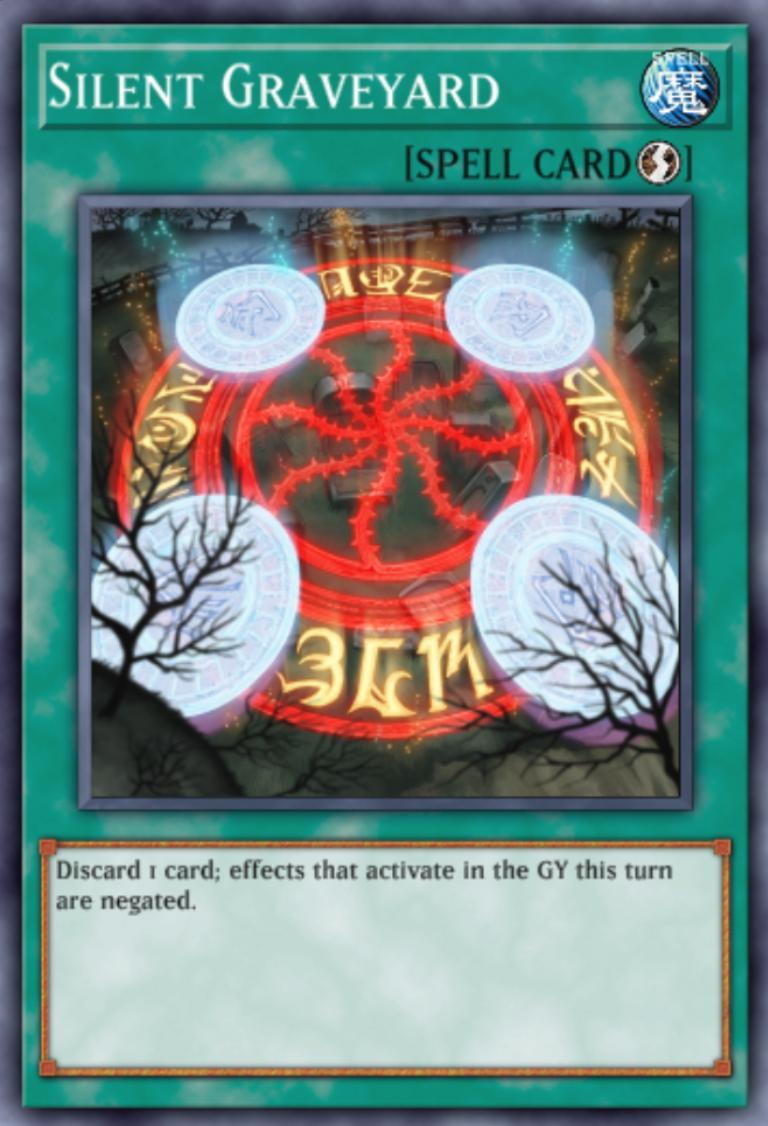 SILENT GRAVEYARD
SPELL
魔
[SPELL CARD]
Discard 1 card; effects that activate in the GY this turn
are negated.